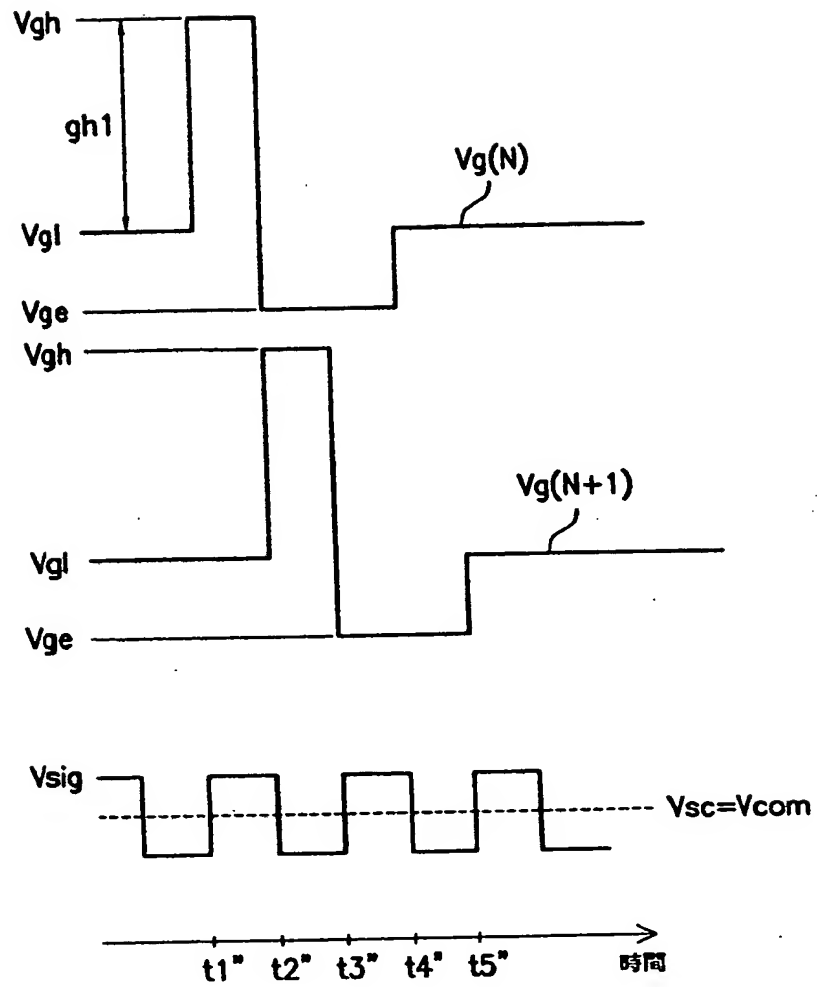 Vgh
gh1
Vg(N)
Vgl
Vge
Vgh
Vg(N+1)
Vgl
Vge
Vsig
Vsc=Vcom
t1" t2" t3" t4" t5" 時間